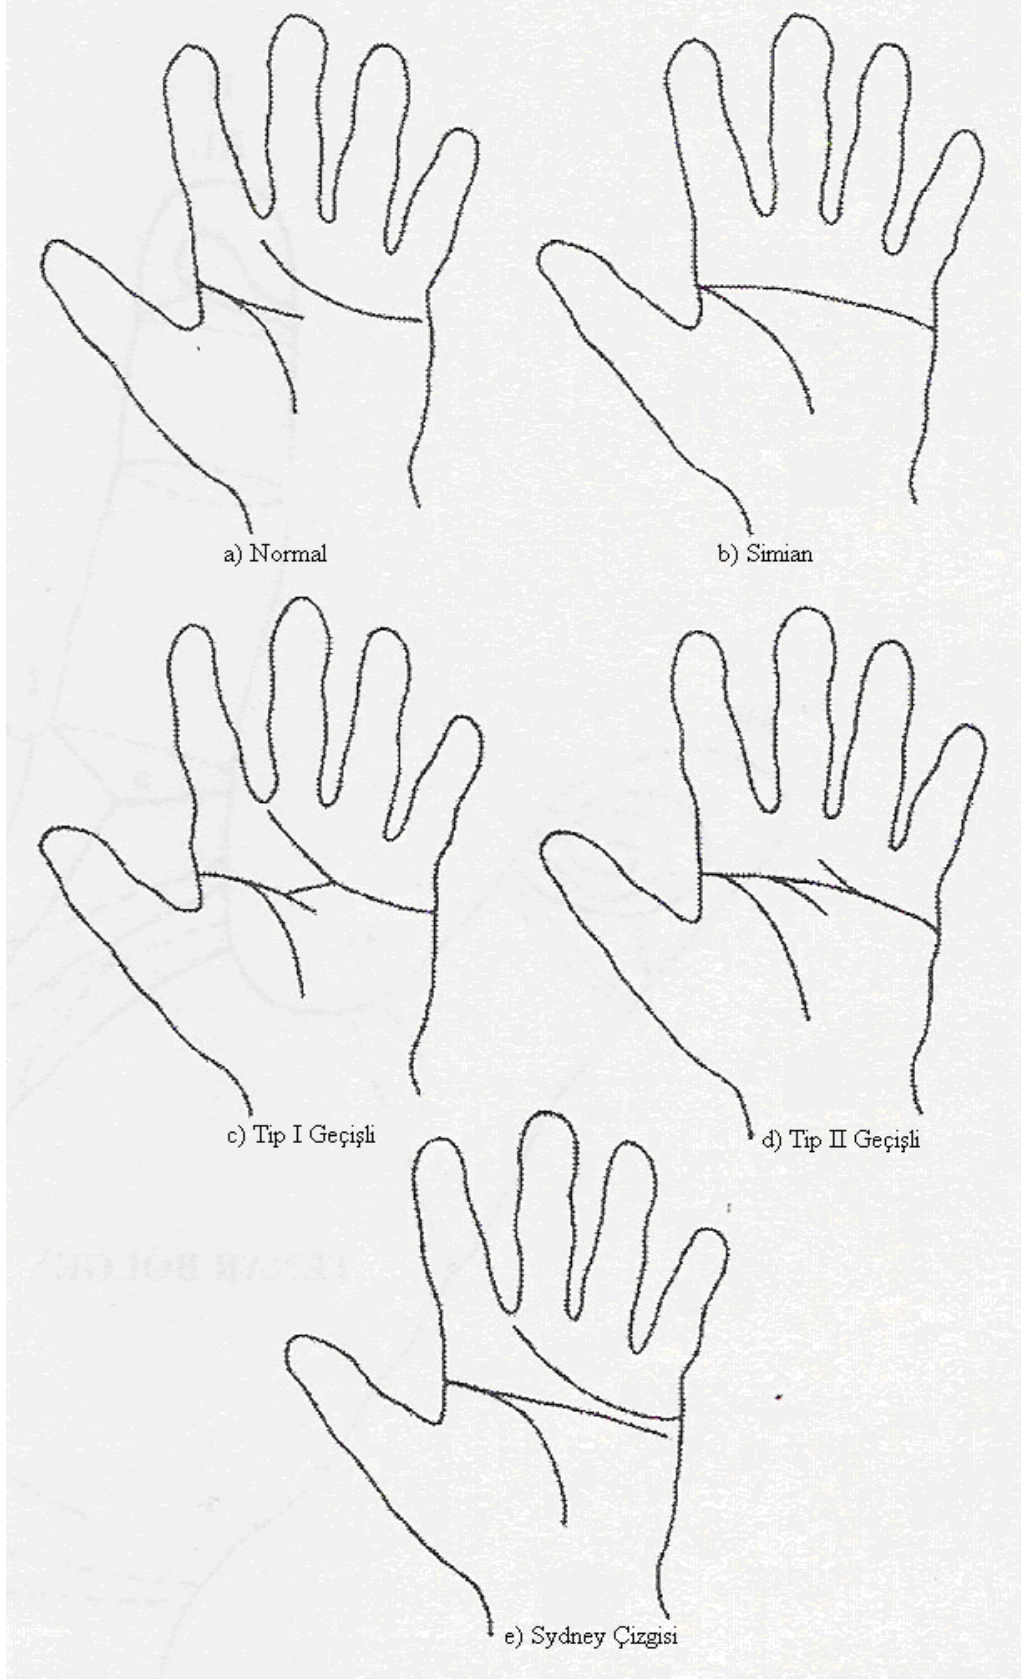 a) Normal
b) Simian
c) Tip I Geçişli
d) Tip II Geçişli
e) Sydney Çizgisi